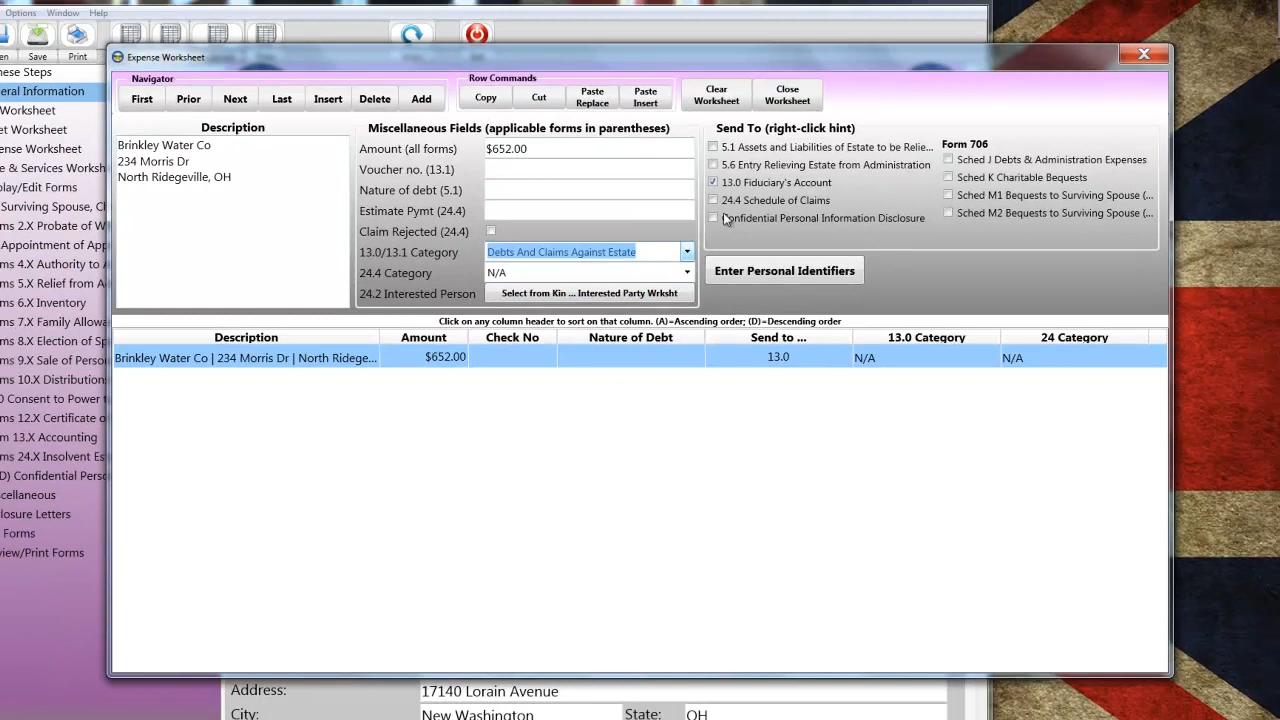 Options Window Help
Save Print
Expense Worksheet
Navigator
First Prior Next Last Insert Delete Add
Row Commands
Copy Cut Paste Replace Paste Insert
Clear Worksheet
Close Worksheet
Description
Brinkley Water Co
234 Morris Dr
North Ridgeville, OH
Miscellaneous Fields (applicable forms in parentheses)
Amount (all forms) $652.00
Voucher no. (13.1)
Nature of debt (5.1)
Estimate Pymt (24.4)
Claim Rejected (24.4)
13.0/13.1 Category Debts And Claims Against Estate
24.4 Category N/A
24.2 Interested Person Select from Kin ... Interested Party Wrksht
Send To (right-click hint)
5.1 Assets and Liabilities of Estate to be Relie...
5.6 Entry Relieving Estate from Administration
13.0 Fiduciary's Account
24.4 Schedule of Claims
Confidential Personal Information Disclosure
Form 706
Sched J Debts & Administration Expenses
Sched K Charitable Bequests
Sched M1 Bequests to Surviving Spouse (...
Sched M2 Bequests to Surviving Spouse (...
Enter Personal Identifiers
Click on any column header to sort on that column. (A)=Ascending order; (D)=Descending order
Description Amount Check No Nature of Debt Send to ... 13.0 Category 24 Category
Brinkley Water Co | 234 Morris Dr | North Ridege... $652.00 13.0 N/A N/A
hese Steps
neral Information
Worksheet
et Worksheet
ense Worksheet
e & Services Worksh
play/Edit Forms
Surviving Spouse, C
ms 2.X Probate of W
Appointment of Ap
ms 4.X Authority to A
ms 5.X Relief from A
ms 6.X Inventory
ms 7.X Family Allowa
ms 8.X Election of Sp
ms 9.X Sale of Perso
ms 10.X Distribution
0 Consent to Power t
ms 12.X Certificate o
m 13.X Accounting
ms 24.X Insolvent Est
D) Confidential Pers
scellaneous
closure Letters
Forms
view/Print Forms
Address: 17140 Lorain Avenue
City: New Washington State: OH